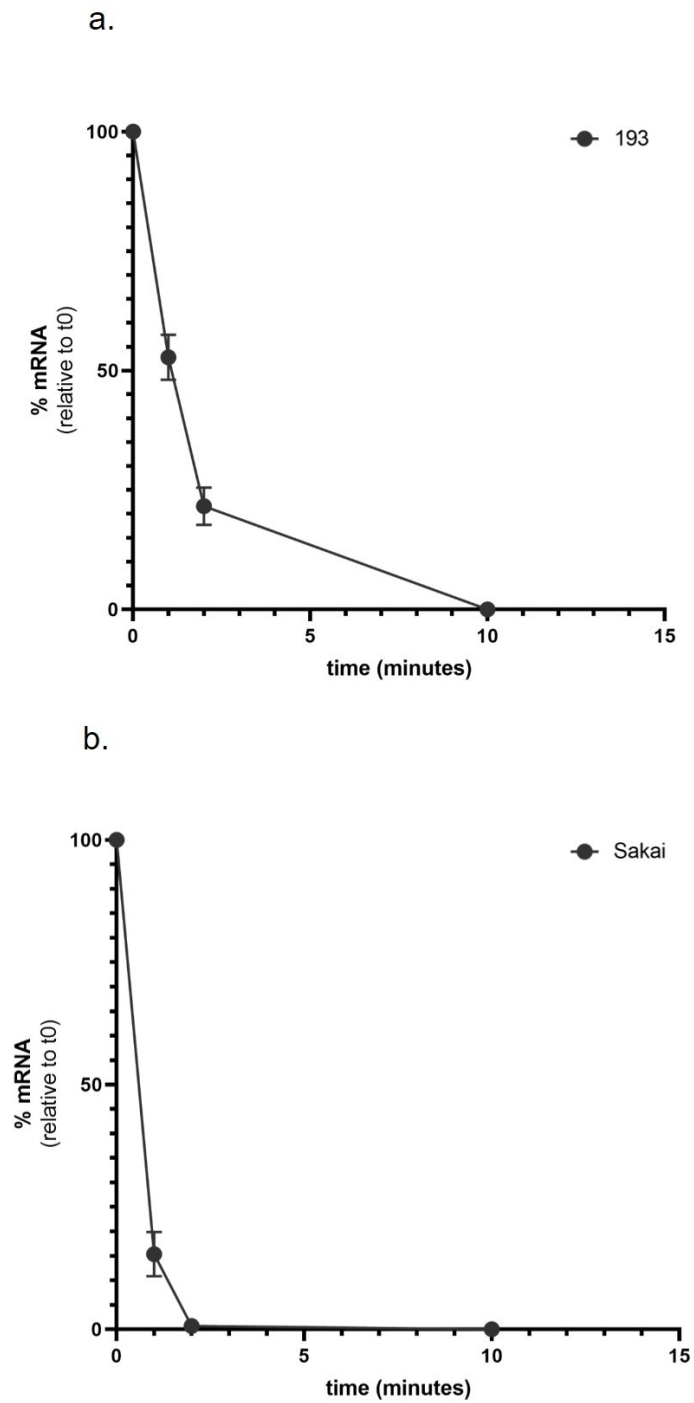 a.
193
100
50
0
% mRNA
(relative to t0)
0 5 10 15
time (minutes)
b.
Sakai
100
50
0
% mRNA
(relative to t0)
0 5 10 15
time (minutes)